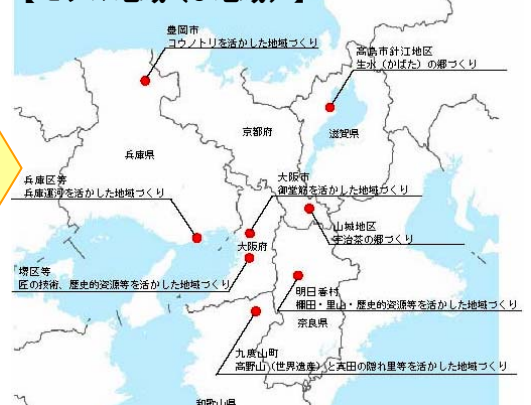 豊岡市
コウノトリを活かした地域づくり
高島市針江地区
生水（かばた）の郷づくり
京都府
滋賀県
兵庫県
兵庫区等
兵庫運河を活かした地域づくり
大阪市
御堂筋を活かした地域づくり
山城地区
宇治茶の郷づくり
大阪府
堺区等
匠の技術、歴史的資源等を活かした地域づくり
明日香村
棚田・里山・歴史的資源等を活かした地域づくり
奈良県
九度山町
高野山（世界遺産）と真田の隠れ里等を活かした地域づくり
和歌山県